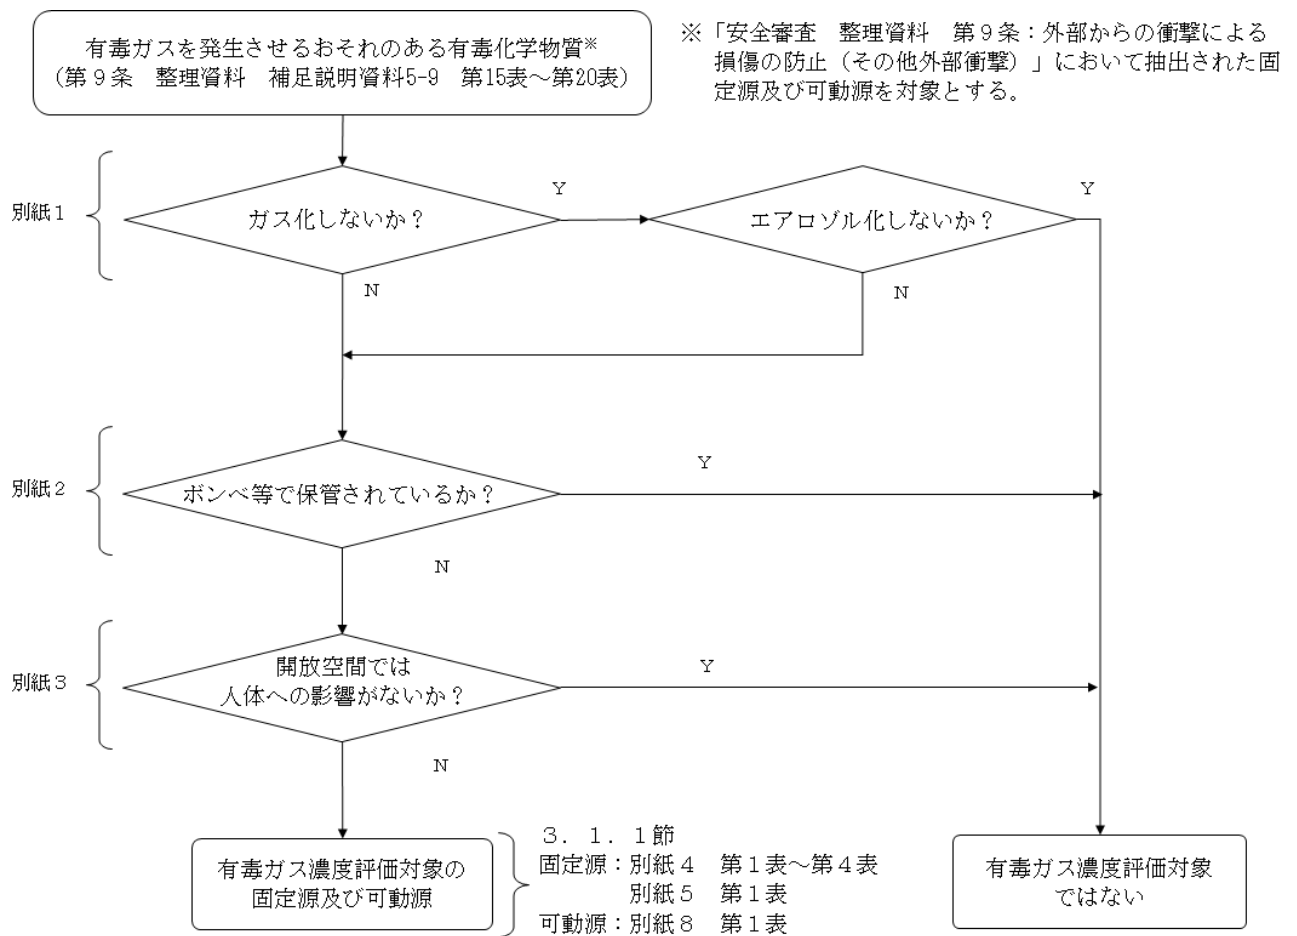 有毒ガスを発生させるおそれのある有毒化学物質※
（第９条　整理資料　補足説明資料5-9　第15表～第20表）
※「安全審査　整理資料　第９条：外部からの衝撃による
損傷の防止（その他外部衝撃）」において抽出された固
定源及び可動源を対象とする。
別紙１
ガス化しないか？
Ｙ
エアロゾル化しないか？
Ｙ
Ｎ
Ｎ
別紙２
ボンベ等で保管されているか？
Ｙ
Ｎ
別紙３
開放空間では
人体への影響がないか？
Ｙ
Ｎ
有毒ガス濃度評価対象の
固定源及び可動源
３．１．１節
固定源：別紙４　第１表～第４表
別紙５　第１表
可動源：別紙８　第１表
有毒ガス濃度評価対象
ではない